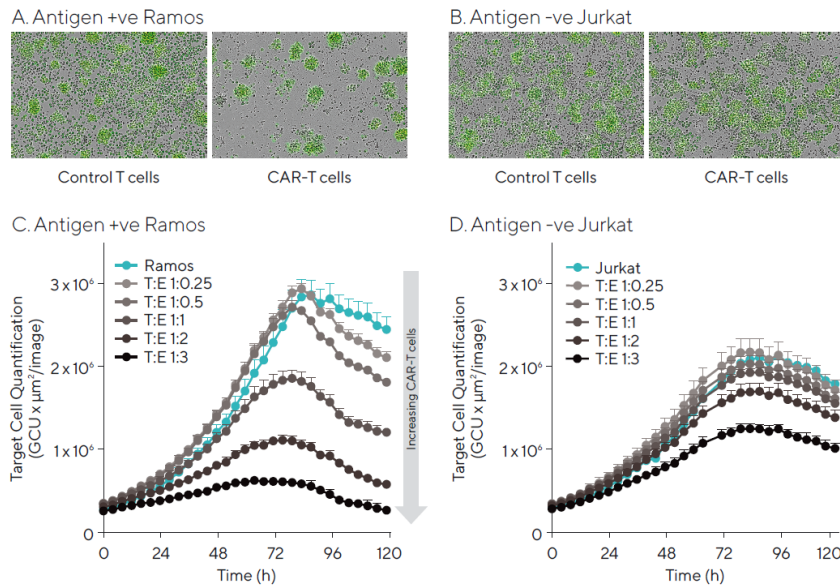 A. Antigen +ve Ramos
B. Antigen -ve Jurkat
Control T cells
CAR-T cells
Control T cells
CAR-T cells
C. Antigen +ve Ramos
D. Antigen -ve Jurkat
Target Cell Quantification
(GCU x µm²/image)
3 x 10⁶
2 x 10⁶
1 x 10⁶
0
Ramos
T:E 1:0.25
T:E 1:0.5
T:E 1:1
T:E 1:2
T:E 1:3
Increasing CAR-T cells
0 24 48 72 96 120
Time (h)
Target Cell Quantification
(GCU x µm²/image)
3 x 10⁶
2 x 10⁶
1 x 10⁶
0
Jurkat
T:E 1:0.25
T:E 1:0.5
T:E 1:1
T:E 1:2
T:E 1:3
0 24 48 72 96 120
Time (h)